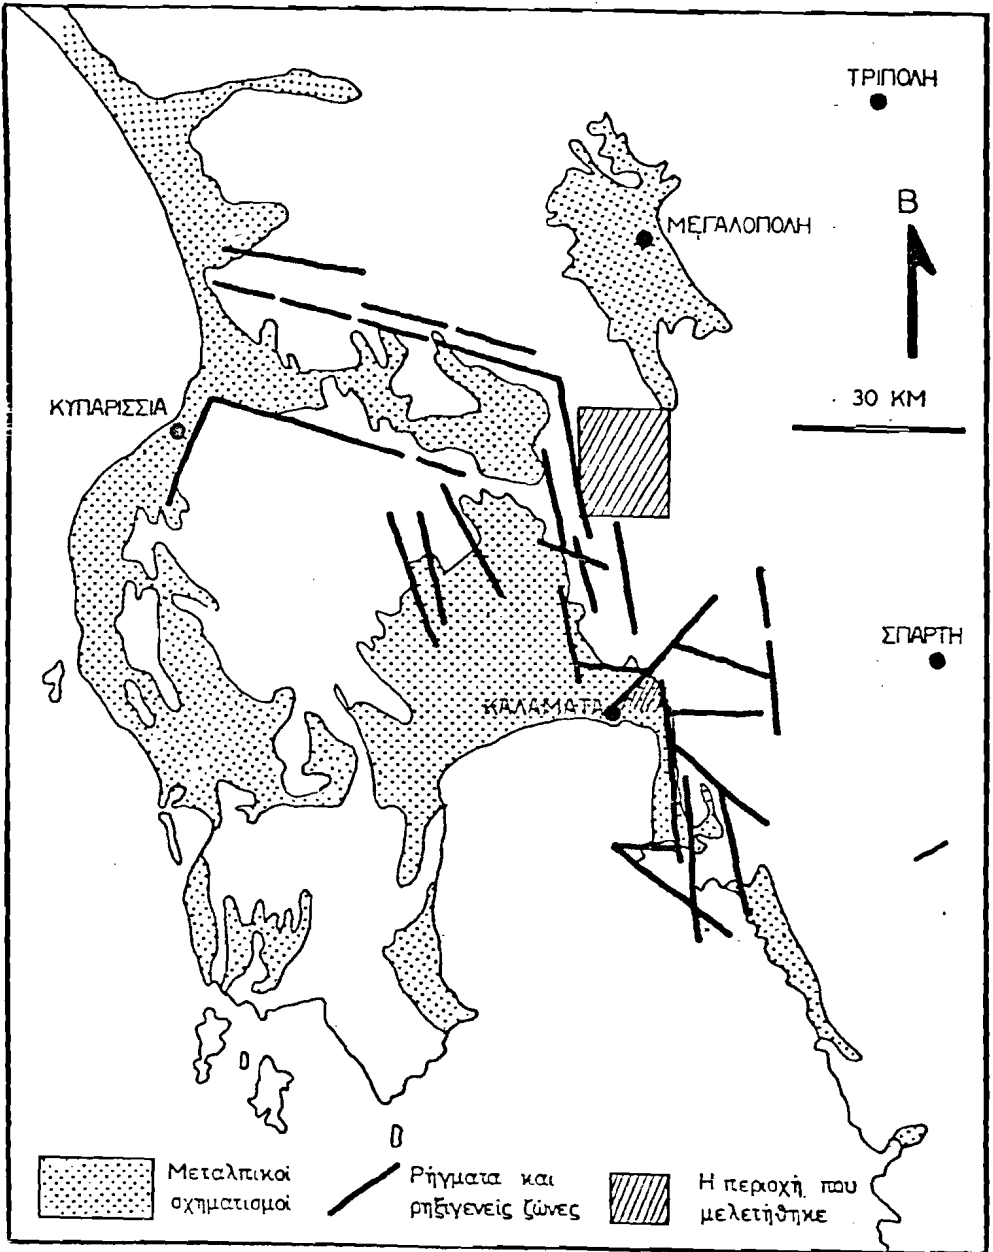 ΤΡΙΠΟΛΗ
Β
ΜΕΓΑΛΟΠΟΛΗ
30 ΚΜ
ΚΥΠΑΡΙΣΣΙΑ
ΣΠΑΡΤΗ
ΚΑΛΑΜΑΤΑ
Μεταλπικοί
σχηματισμοί
Ρήγματα και
ρηξιγενείς ζώνες
Η περιοχή που
μελετήθηκε